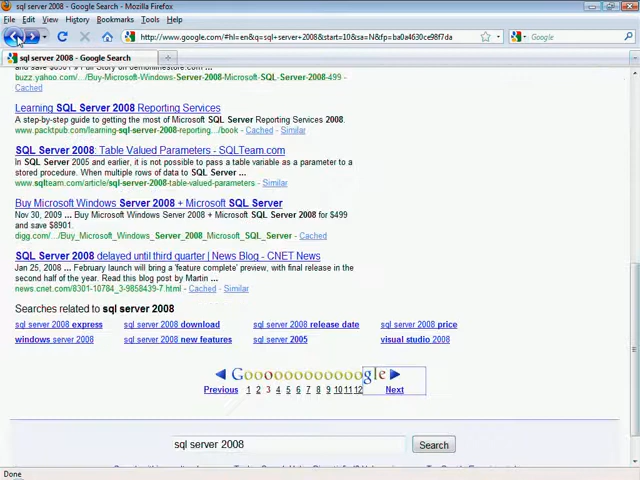 sql server 2008 - Google Search - Mozilla Firefox
File Edit View History Bookmarks Tools Help
http://www.google.com/#hl=en&q=sql+server+2008&start=10&sa=N&fp=ba0a4630ce98f7da
Google
sql server 2008 - Google Search
buzz.yahoo.com/.../Buy-Microsoft-Windows-Server-2008-Microsoft-SQL-Server-2008-499 -
Cached
Learning SQL Server 2008 Reporting Services
A step-by-step guide to getting the most of Microsoft SQL Server Reporting Services 2008.
www.packtpub.com/learning-sql-server-2008-reporting.../book - Cached - Similar
SQL Server 2008: Table Valued Parameters - SQLTeam.com
In SQL Server 2005 and earlier, it is not possible to pass a table variable as a parameter to a
stored procedure. When multiple rows of data to SQL Server ...
www.sqlteam.com/article/sql-server-2008-table-valued-parameters - Similar
Buy Microsoft Windows Server 2008 + Microsoft SQL Server
Nov 30, 2009 ... Buy Microsoft Windows Server 2008 + Microsoft SQL Server 2008 for $499
and save $8901.
digg.com/.../Buy_Microsoft_Windows_Server_2008_Microsoft_SQL_Server - Cached
SQL Server 2008 delayed until third quarter | News Blog - CNET News
Jan 25, 2008 ... February launch will bring a 'feature complete' preview, with final release in the
second half of the year. Read this blog post by Martin ...
news.cnet.com/8301-10784_3-9858439-7.html - Cached - Similar
Searches related to sql server 2008
sql server 2008 express sql server 2008 download sql server 2008 release date sql server 2008 price
windows server 2008 sql server 2008 new features sql server 2005 visual studio 2008
Goooooooooooogle
Previous 1 2 3 4 5 6 7 8 9 10 11 12 Next
sql server 2008 Search
Done